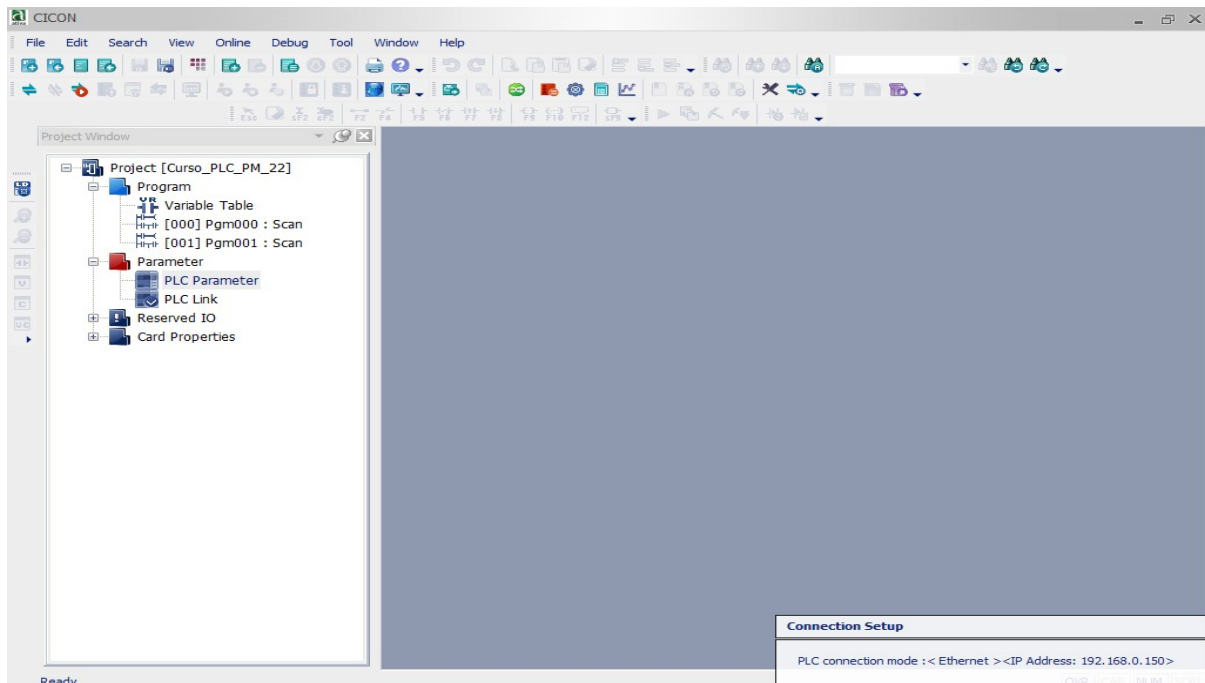 CICON
File Edit Search View Online Debug Tool Window Help
Project Window
Project [Curso_PLC_PM_22]
Program
Variable Table
[000] Pgm000 : Scan
[001] Pgm001 : Scan
Parameter
PLC Parameter
PLC Link
Reserved IO
Card Properties
Connection Setup
PLC connection mode :< Ethernet ><IP Address: 192.168.0.150>
Ready